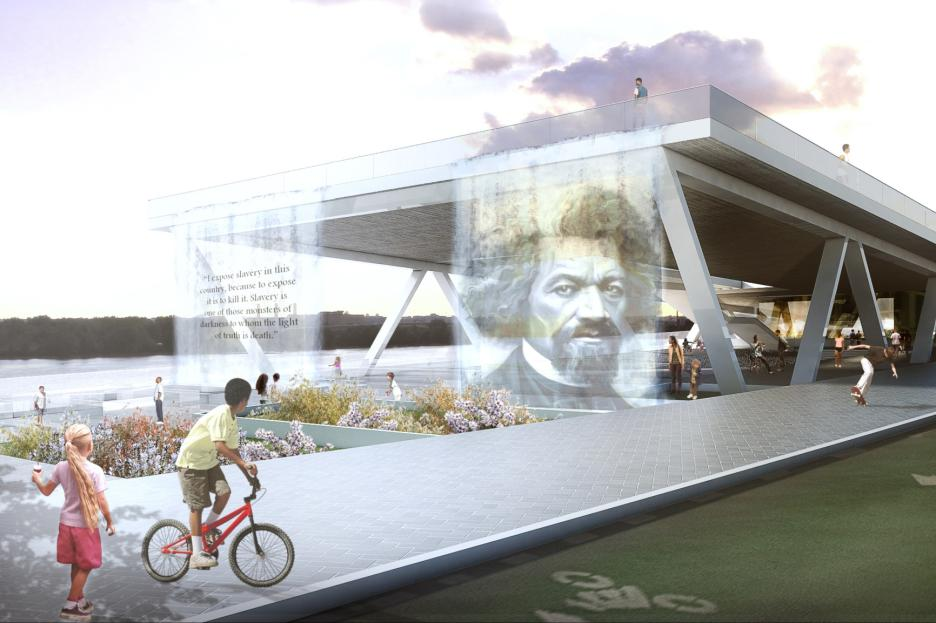 "I expose slavery in this
country, because to expose
it is to kill it. Slavery is
one of those monsters of
darkness to whom the light
of truth is death."